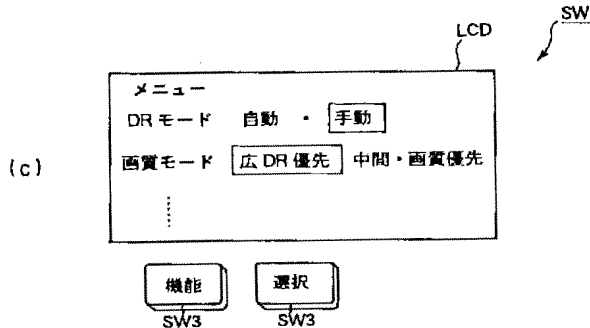 SW
LCD
メニュー
DRモード 自動 ・ 手動
(c)
画質モード 広DR優先 中間・画質優先
機能 選択
SW3 SW3